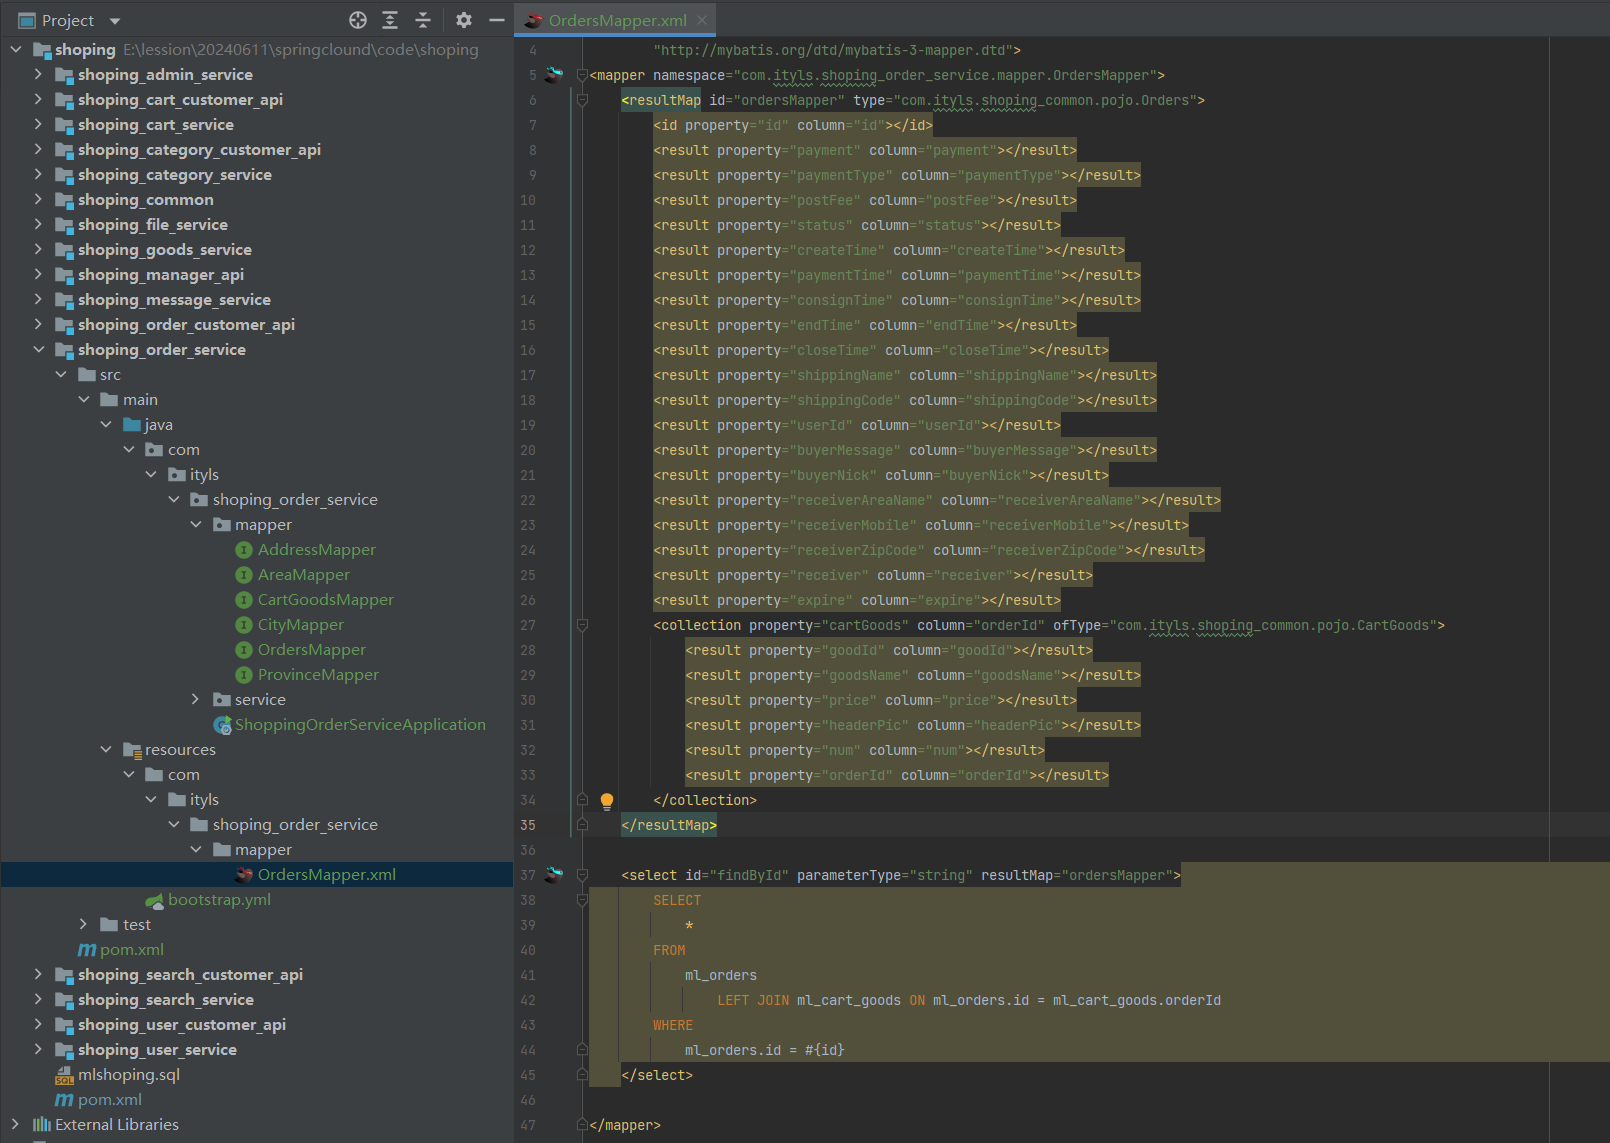 Project
shoping E:\lession\20240611\springclound\code\shoping
shoping_admin_service
shoping_cart_customer_api
shoping_cart_service
shoping_category_customer_api
shoping_category_service
shoping_common
shoping_file_service
shoping_goods_service
shoping_manager_api
shoping_message_service
shoping_order_customer_api
shoping_order_service
src
main
java
com
ityls
shoping_order_service
mapper
AddressMapper
AreaMapper
CartGoodsMapper
CityMapper
OrdersMapper
ProvinceMapper
service
ShoppingOrderServiceApplication
resources
com
ityls
shoping_order_service
mapper
OrdersMapper.xml
bootstrap.yml
test
pom.xml
shoping_search_customer_api
shoping_search_service
shoping_user_customer_api
shoping_user_service
mlshoping.sql
pom.xml
External Libraries
OrdersMapper.xml
4 "http://mybatis.org/dtd/mybatis-3-mapper.dtd">
5 <mapper namespace="com.ityls.shoping_order_service.mapper.OrdersMapper">
6 <resultMap id="ordersMapper" type="com.ityls.shoping_common.pojo.Orders">
7 <id property="id" column="id"></id>
8 <result property="payment" column="payment"></result>
9 <result property="paymentType" column="paymentType"></result>
10 <result property="postFee" column="postFee"></result>
11 <result property="status" column="status"></result>
12 <result property="createTime" column="createTime"></result>
13 <result property="paymentTime" column="paymentTime"></result>
14 <result property="consignTime" column="consignTime"></result>
15 <result property="endTime" column="endTime"></result>
16 <result property="closeTime" column="closeTime"></result>
17 <result property="shippingName" column="shippingName"></result>
18 <result property="shippingCode" column="shippingCode"></result>
19 <result property="userId" column="userId"></result>
20 <result property="buyerMessage" column="buyerMessage"></result>
21 <result property="buyerNick" column="buyerNick"></result>
22 <result property="receiverAreaName" column="receiverAreaName"></result>
23 <result property="receiverMobile" column="receiverMobile"></result>
24 <result property="receiverZipCode" column="receiverZipCode"></result>
25 <result property="receiver" column="receiver"></result>
26 <result property="expire" column="expire"></result>
27 <collection property="cartGoods" column="orderId" ofType="com.ityls.shoping_common.pojo.CartGoods">
28 <result property="goodId" column="goodId"></result>
29 <result property="goodsName" column="goodsName"></result>
30 <result property="price" column="price"></result>
31 <result property="headerPic" column="headerPic"></result>
32 <result property="num" column="num"></result>
33 <result property="orderId" column="orderId"></result>
34 </collection>
35 </resultMap>
36
37 <select id="findById" parameterType="string" resultMap="ordersMapper">
38 SELECT
39 *
40 FROM
41 ml_orders
42 LEFT JOIN ml_cart_goods ON ml_orders.id = ml_cart_goods.orderId
43 WHERE
44 ml_orders.id = #{id}
45 </select>
46
47 </mapper>